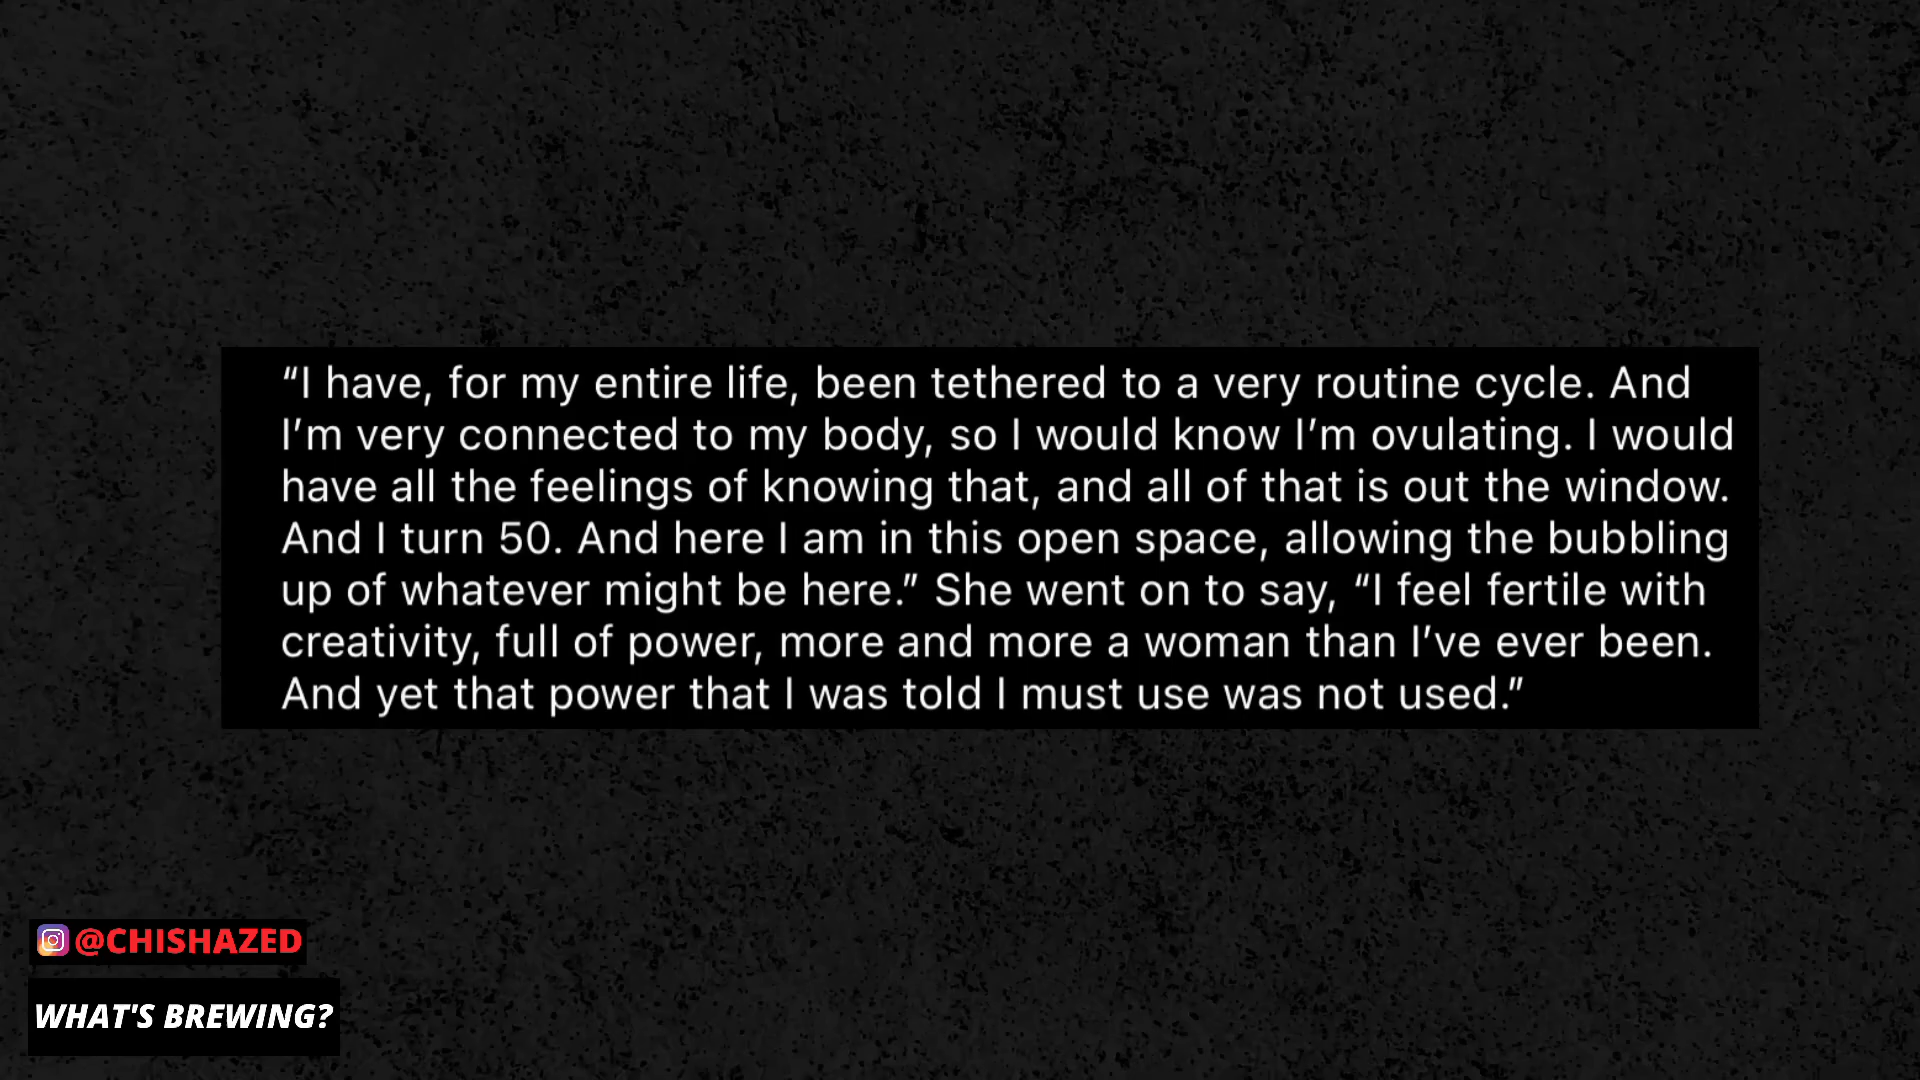 “I have, for my entire life, been tethered to a very routine cycle. And
I’m very connected to my body, so I would know I’m ovulating. I would
have all the feelings of knowing that, and all of that is out the window.
And I turn 50. And here I am in this open space, allowing the bubbling
up of whatever might be here.” She went on to say, “I feel fertile with
creativity, full of power, more and more a woman than I’ve ever been.
And yet that power that I was told I must use was not used.”
@CHISHAZED
WHAT'S BREWING?